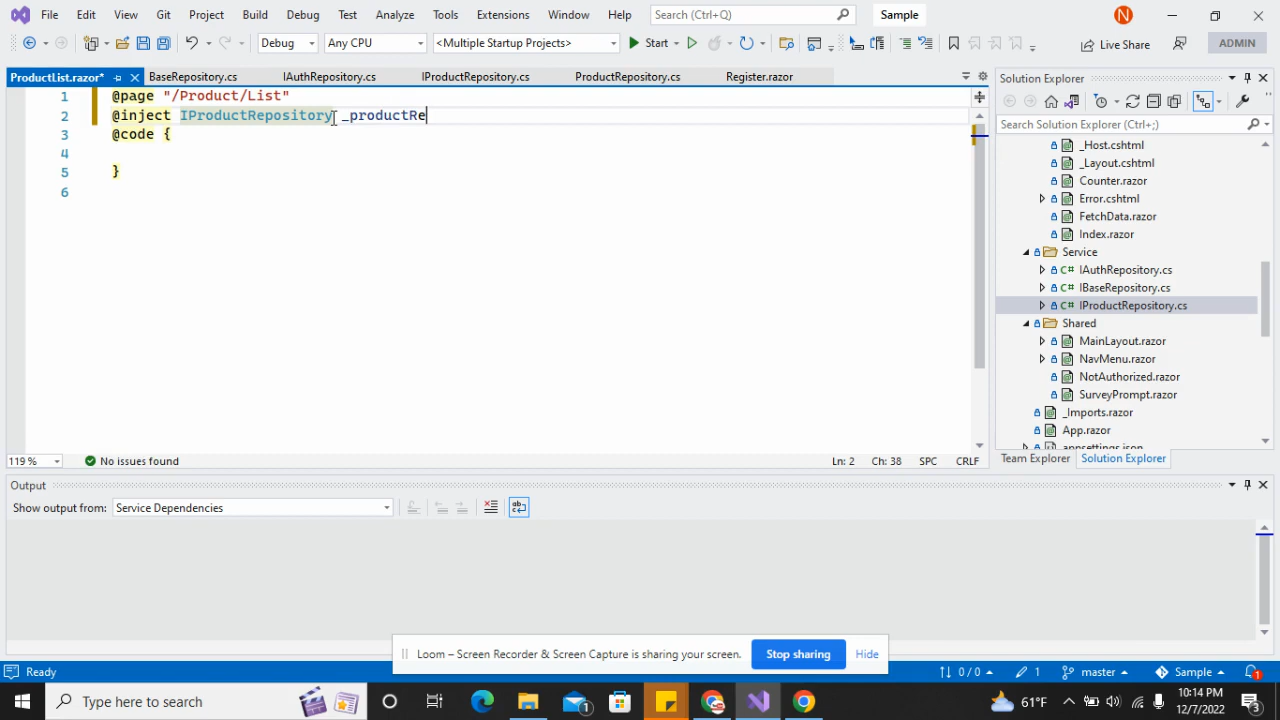 File Edit View Git Project Build Debug Test Analyze Tools Extensions Window Help Search (Ctrl+Q) Sample N
Debug Any CPU <Multiple Startup Projects> Start Live Share ADMIN
ProductList.razor* BaseRepository.cs IAuthRepository.cs IProductRepository.cs ProductRepository.cs Register.razor
1 @page "/Product/List"
2 @inject IProductRepository _productRe
3 @code {
4
5 }
6
119 % No issues found Ln: 2 Ch: 38 SPC CRLF
Solution Explorer
Search Solution Explorer (Ctrl+;)
_Host.cshtml
_Layout.cshtml
Counter.razor
Error.cshtml
FetchData.razor
Index.razor
Service
C# IAuthRepository.cs
C# IBaseRepository.cs
C# IProductRepository.cs
Shared
MainLayout.razor
NavMenu.razor
NotAuthorized.razor
SurveyPrompt.razor
_Imports.razor
App.razor
appsettings.json
Team Explorer Solution Explorer
Output
Show output from: Service Dependencies
Loom – Screen Recorder & Screen Capture is sharing your screen. Stop sharing Hide
Ready 0 / 0 1 master Sample 1
Type here to search 1 61°F 10:14 PM
12/7/2022 3